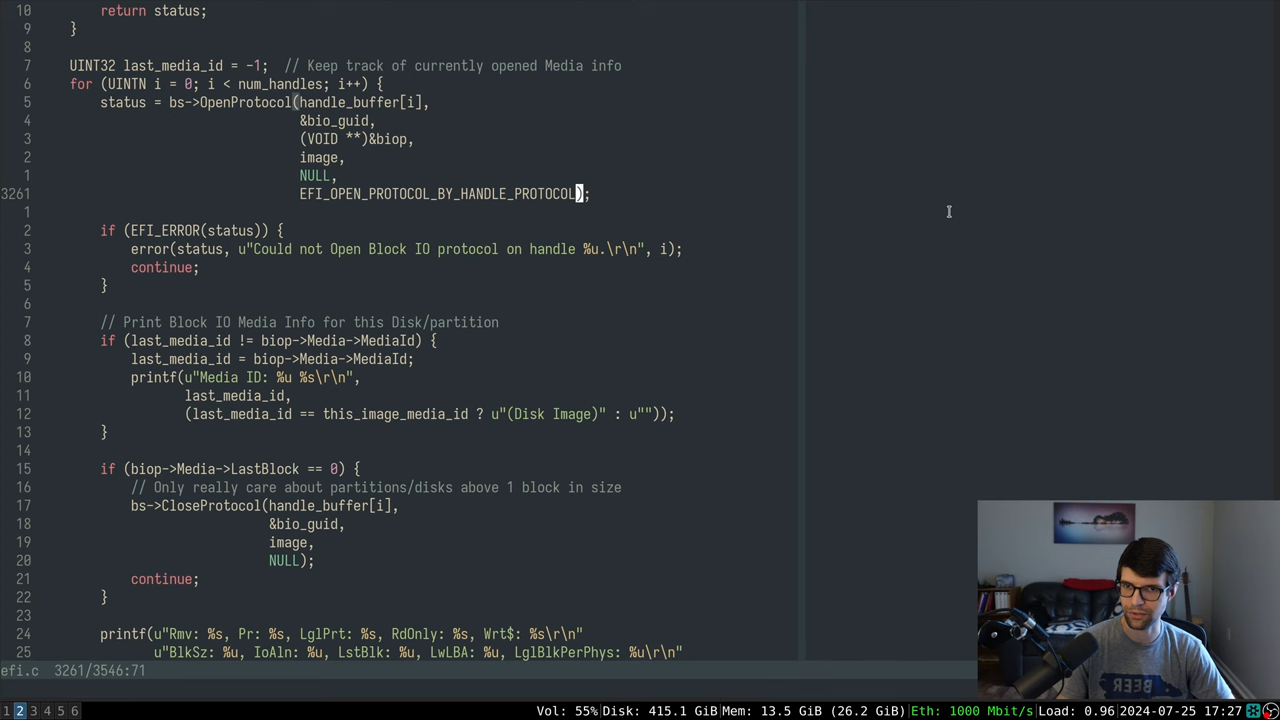 10 return status;
9 }
8
7 UINT32 last_media_id = -1; // Keep track of currently opened Media info
6 for (UINTN i = 0; i < num_handles; i++) {
5 status = bs->OpenProtocol(handle_buffer[i],
4 &bio_guid,
3 (VOID **)&biop,
2 image,
1 NULL,
3261 EFI_OPEN_PROTOCOL_BY_HANDLE_PROTOCOL);
1
2 if (EFI_ERROR(status)) {
3 error(status, u"Could not Open Block IO protocol on handle %u.\r\n", i);
4 continue;
5 }
6
7 // Print Block IO Media Info for this Disk/partition
8 if (last_media_id != biop->Media->MediaId) {
9 last_media_id = biop->Media->MediaId;
10 printf(u"Media ID: %u %s\r\n",
11 last_media_id,
12 (last_media_id == this_image_media_id ? u"(Disk Image)" : u""));
13 }
14
15 if (biop->Media->LastBlock == 0) {
16 // Only really care about partitions/disks above 1 block in size
17 bs->CloseProtocol(handle_buffer[i],
18 &bio_guid,
19 image,
20 NULL);
21 continue;
22 }
23
24 printf(u"Rmv: %s, Pr: %s, LglPrt: %s, RdOnly: %s, Wrt$: %s\r\n"
25 u"BlkSz: %u, IoAln: %u, LstBlk: %u, LwLBA: %u, LglBlkPerPhys: %u\r\n"
efi.c 3261/3546:71
BEER
1 2 3 4 5 6 Vol: 55% Disk: 415.1 GiB Mem: 13.5 GiB (26.2 GiB) Eth: 1000 Mbit/s Load: 0.96 2024-07-25 17:27